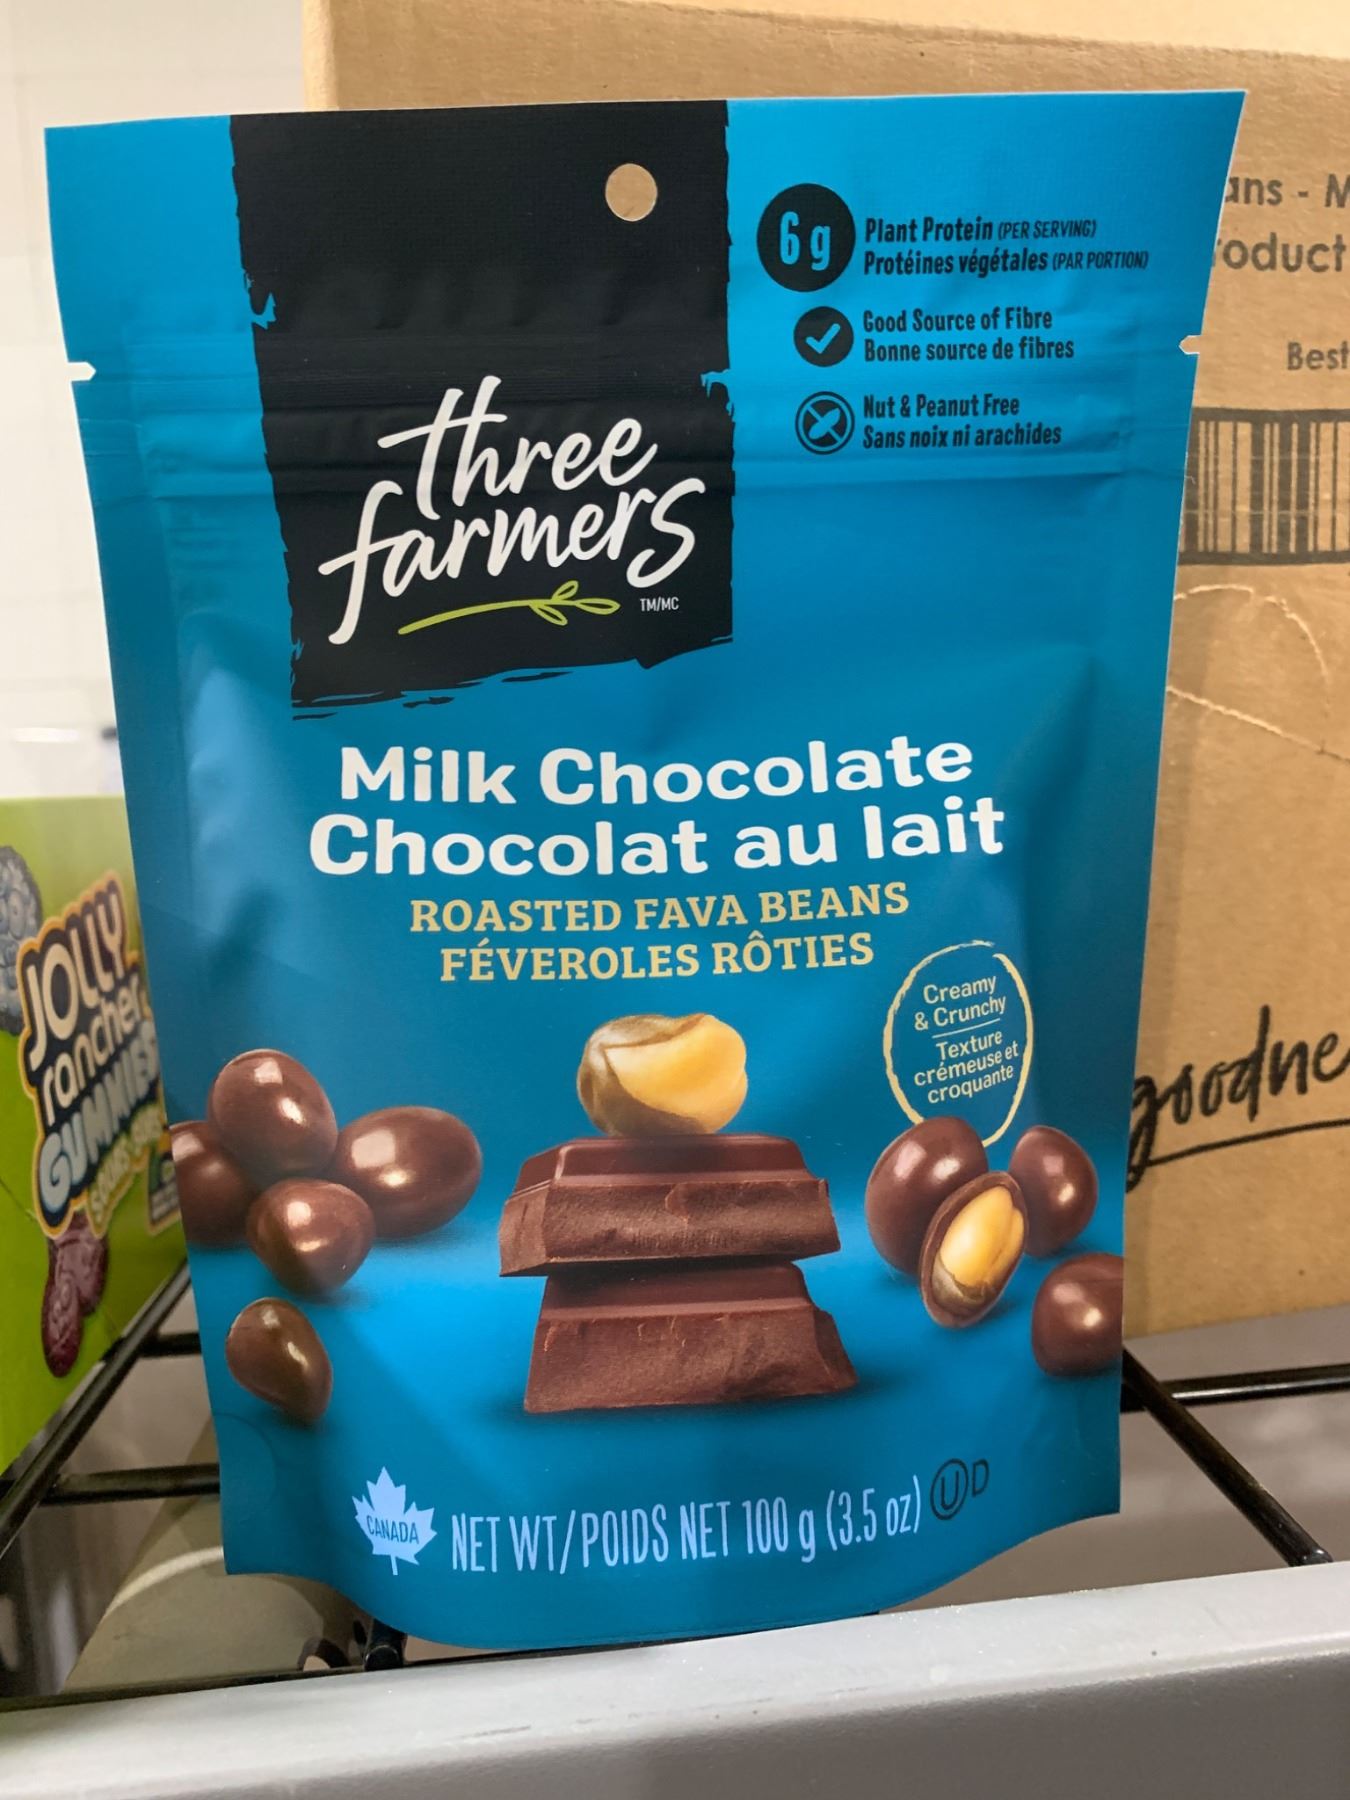 three
farmers
TM/MC
6g
Plant Protein (PER SERVING)
Protéines végétales (PAR PORTION)
Good Source of Fibre
Bonne source de fibres
Nut & Peanut Free
Sans noix ni arachides
Milk Chocolate
Chocolat au lait
ROASTED FAVA BEANS
FÉVEROLES RÔTIES
Creamy
& Crunchy
Texture
crémeuse et
croquante
CANADA
NET WT/POIDS NET 100 g (3.5 oz)
U D
ans - M
oduct
Best
goodne
JOLLY
rancher
GUMMIES